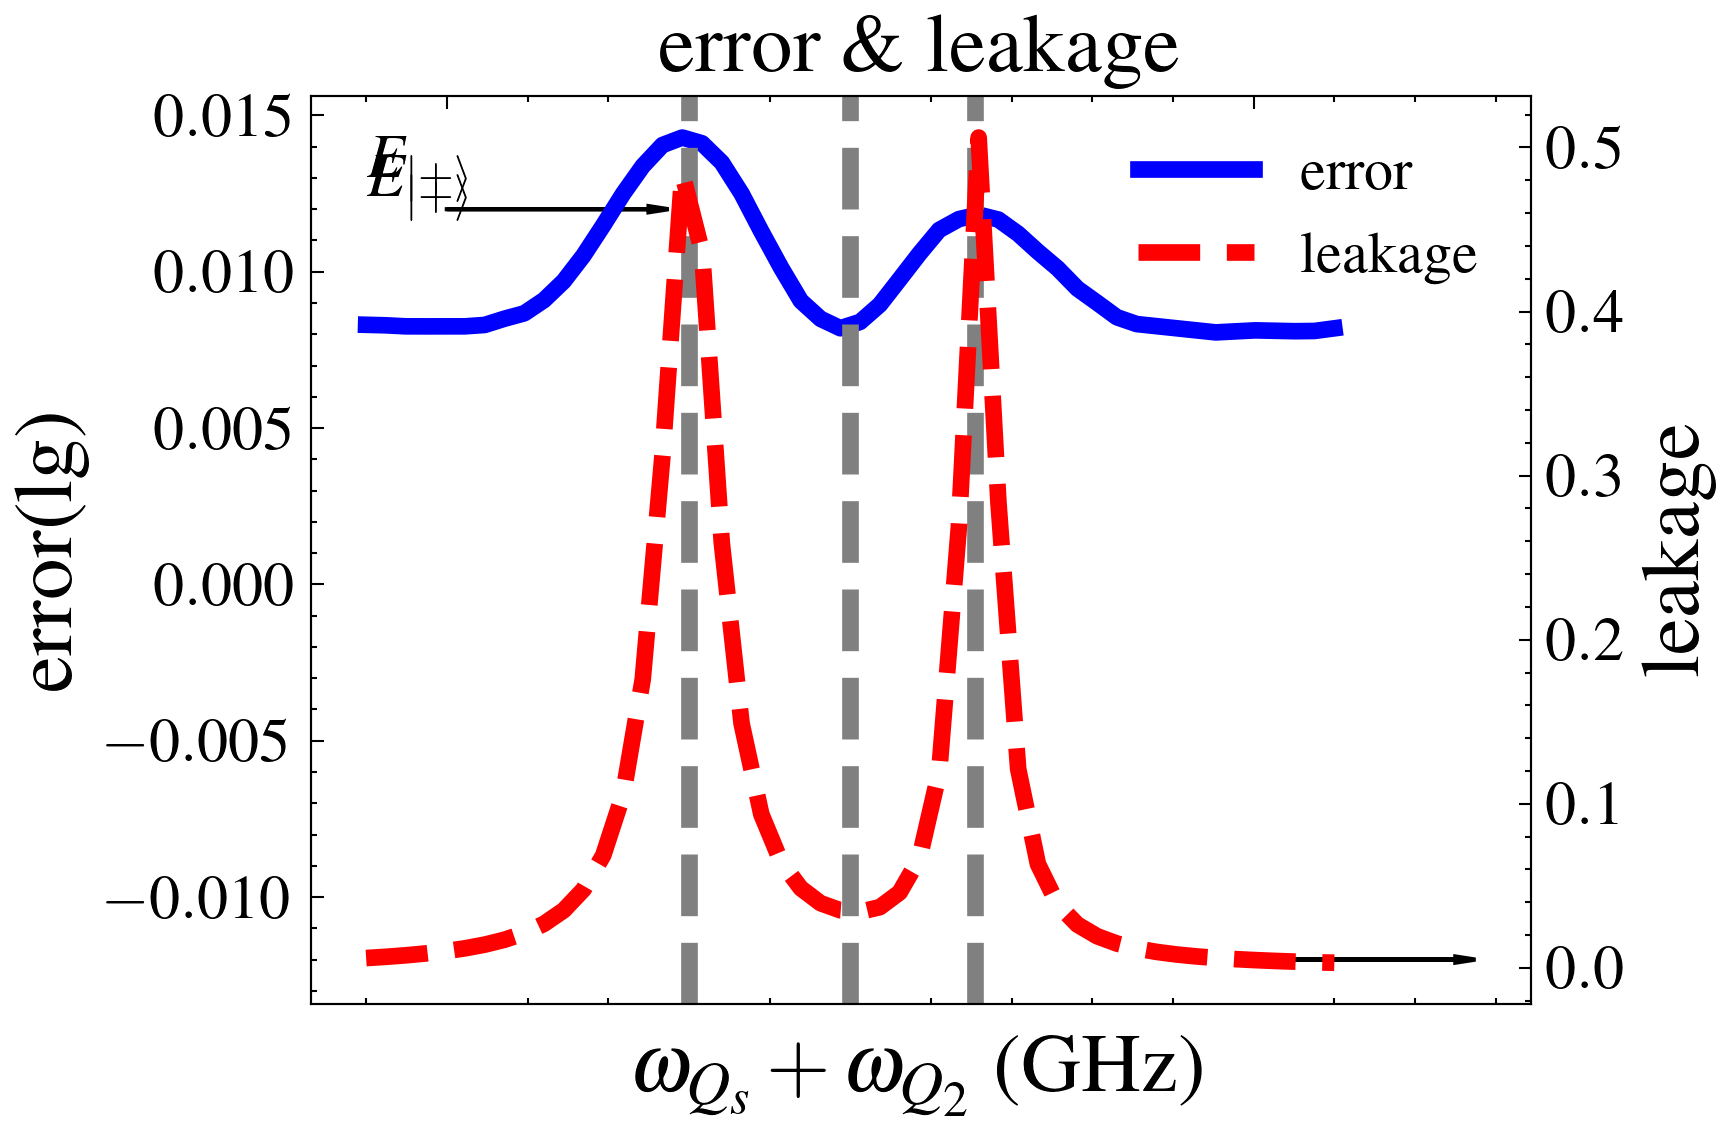 error & leakage
0.015
0.010
0.005
0.000
−0.005
−0.010
error(lg)
E
E|∓⟩
error
leakage
0.5
0.4
0.3
0.2
0.1
0.0
leakage
ω_{Q_s} + ω_{Q_2} (GHz)